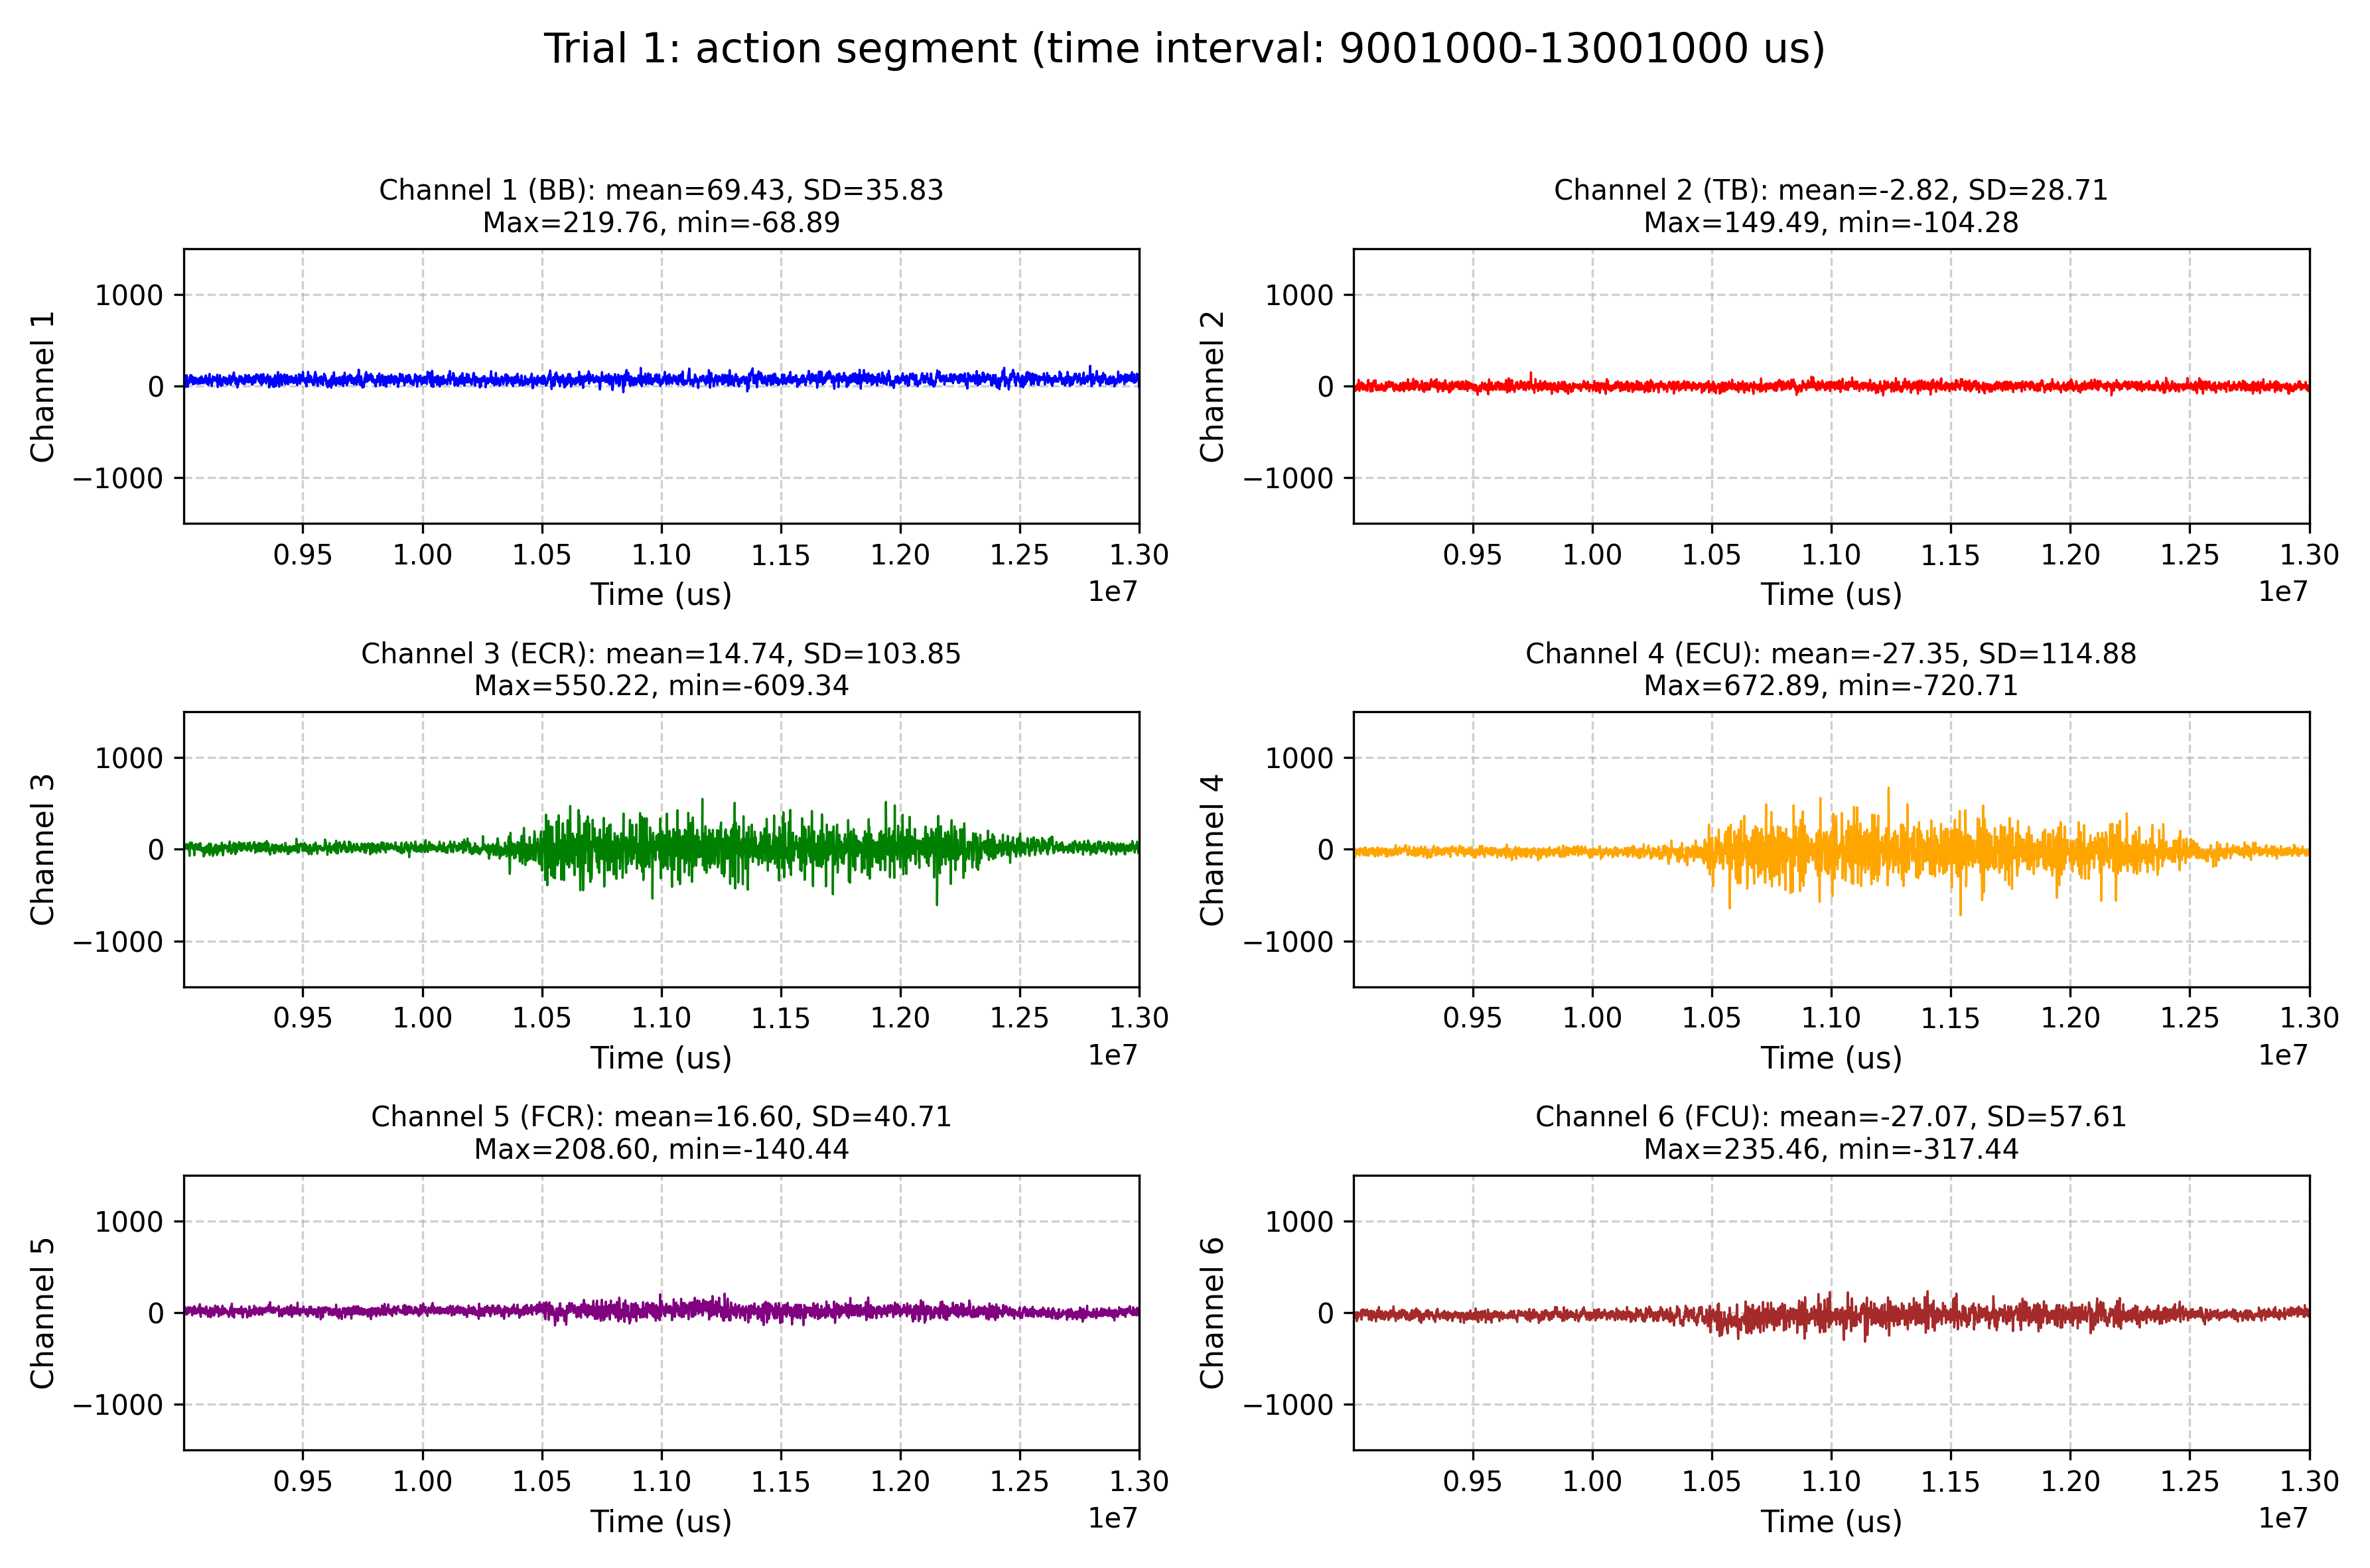 Trial 1: action segment (time interval: 9001000-13001000 us)
Channel 1 (BB): mean=69.43, SD=35.83
Max=219.76, min=-68.89
Channel 1
1000
0
−1000
0.95 1.00 1.05 1.10 1.15 1.20 1.25 1.30
Time (us)
1e7
Channel 2 (TB): mean=-2.82, SD=28.71
Max=149.49, min=-104.28
Channel 2
1000
0
−1000
0.95 1.00 1.05 1.10 1.15 1.20 1.25 1.30
Time (us)
1e7
Channel 3 (ECR): mean=14.74, SD=103.85
Max=550.22, min=-609.34
Channel 3
1000
0
−1000
0.95 1.00 1.05 1.10 1.15 1.20 1.25 1.30
Time (us)
1e7
Channel 4 (ECU): mean=-27.35, SD=114.88
Max=672.89, min=-720.71
Channel 4
1000
0
−1000
0.95 1.00 1.05 1.10 1.15 1.20 1.25 1.30
Time (us)
1e7
Channel 5 (FCR): mean=16.60, SD=40.71
Max=208.60, min=-140.44
Channel 5
1000
0
−1000
0.95 1.00 1.05 1.10 1.15 1.20 1.25 1.30
Time (us)
1e7
Channel 6 (FCU): mean=-27.07, SD=57.61
Max=235.46, min=-317.44
Channel 6
1000
0
−1000
0.95 1.00 1.05 1.10 1.15 1.20 1.25 1.30
Time (us)
1e7